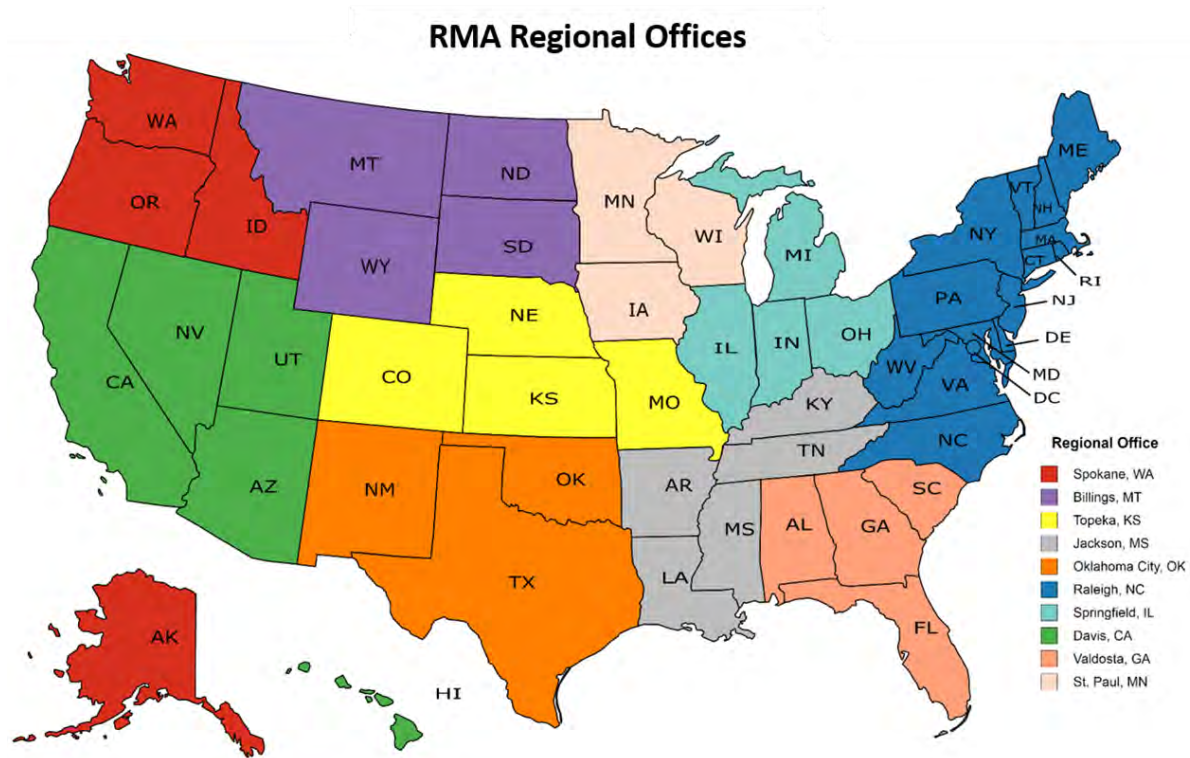 RMA Regional Offices
WA
MT
ND
MN
ME
VT
NH
OR
ID
SD
WI
MI
NY
MA
WY
CT
RI
NE
IA
PA
NJ
NV
UT
CO
IL
IN
OH
DE
CA
KS
MO
WV
VA
MD
DC
KY
NC
TN
AZ
NM
OK
AR
SC
MS
AL
GA
TX
LA
FL
AK
HI
Regional Office
Spokane, WA
Billings, MT
Topeka, KS
Jackson, MS
Oklahoma City, OK
Raleigh, NC
Springfield, IL
Davis, CA
Valdosta, GA
St. Paul, MN